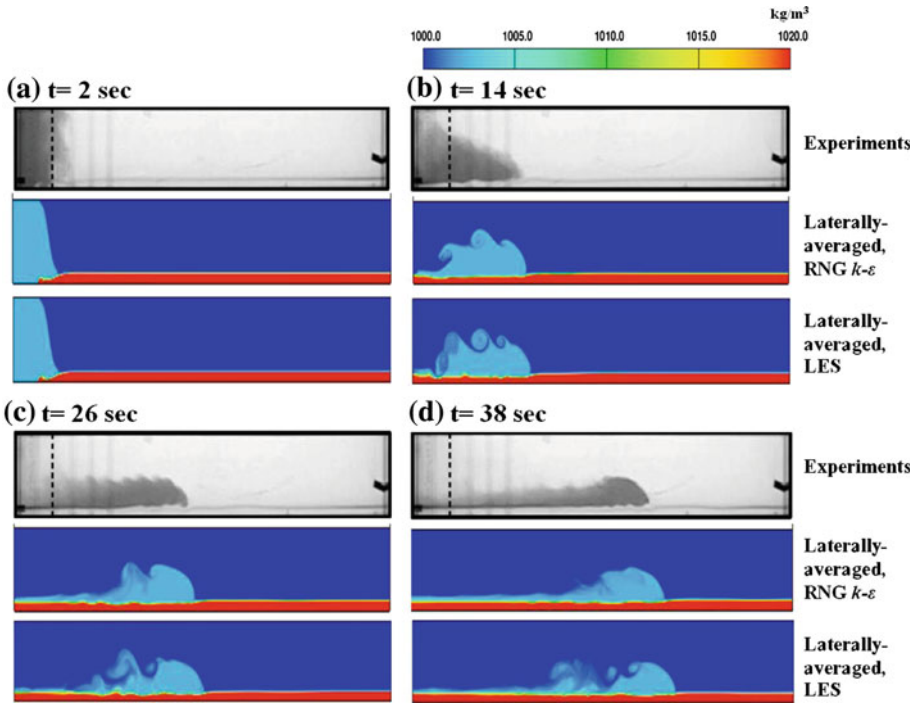 kg/m³
1000.0 1005.0 1010.0 1015.0 1020.0
(a) t= 2 sec
(b) t= 14 sec
Experiments
Laterally-
averaged,
RNG k-ε
Laterally-
averaged,
LES
(c) t= 26 sec
(d) t= 38 sec
Experiments
Laterally-
averaged,
RNG k-ε
Laterally-
averaged,
LES